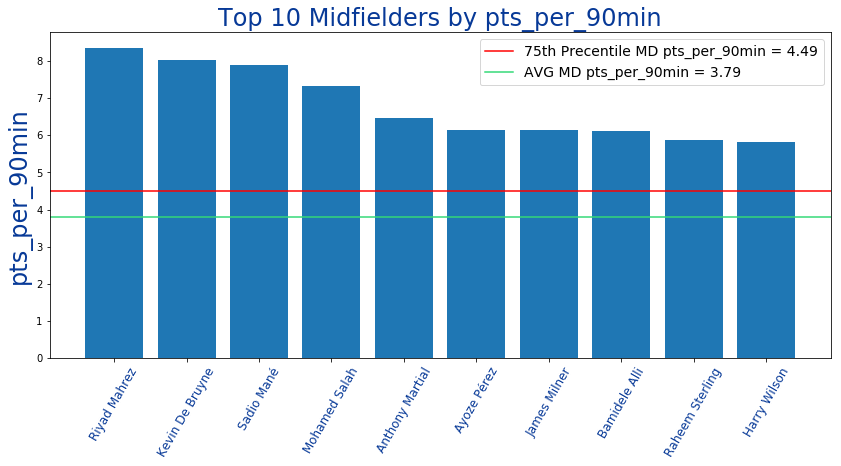 Top 10 Midfielders by pts_per_90min
75th Precentile MD pts_per_90min = 4.49
AVG MD pts_per_90min = 3.79
pts_per_90min
8
7
6
5
4
3
2
1
0
Riyad Mahrez
Kevin De Bruyne
Sadio Mané
Mohamed Salah
Anthony Martial
Ayoze Pérez
James Milner
Bamidele Alli
Raheem Sterling
Harry Wilson